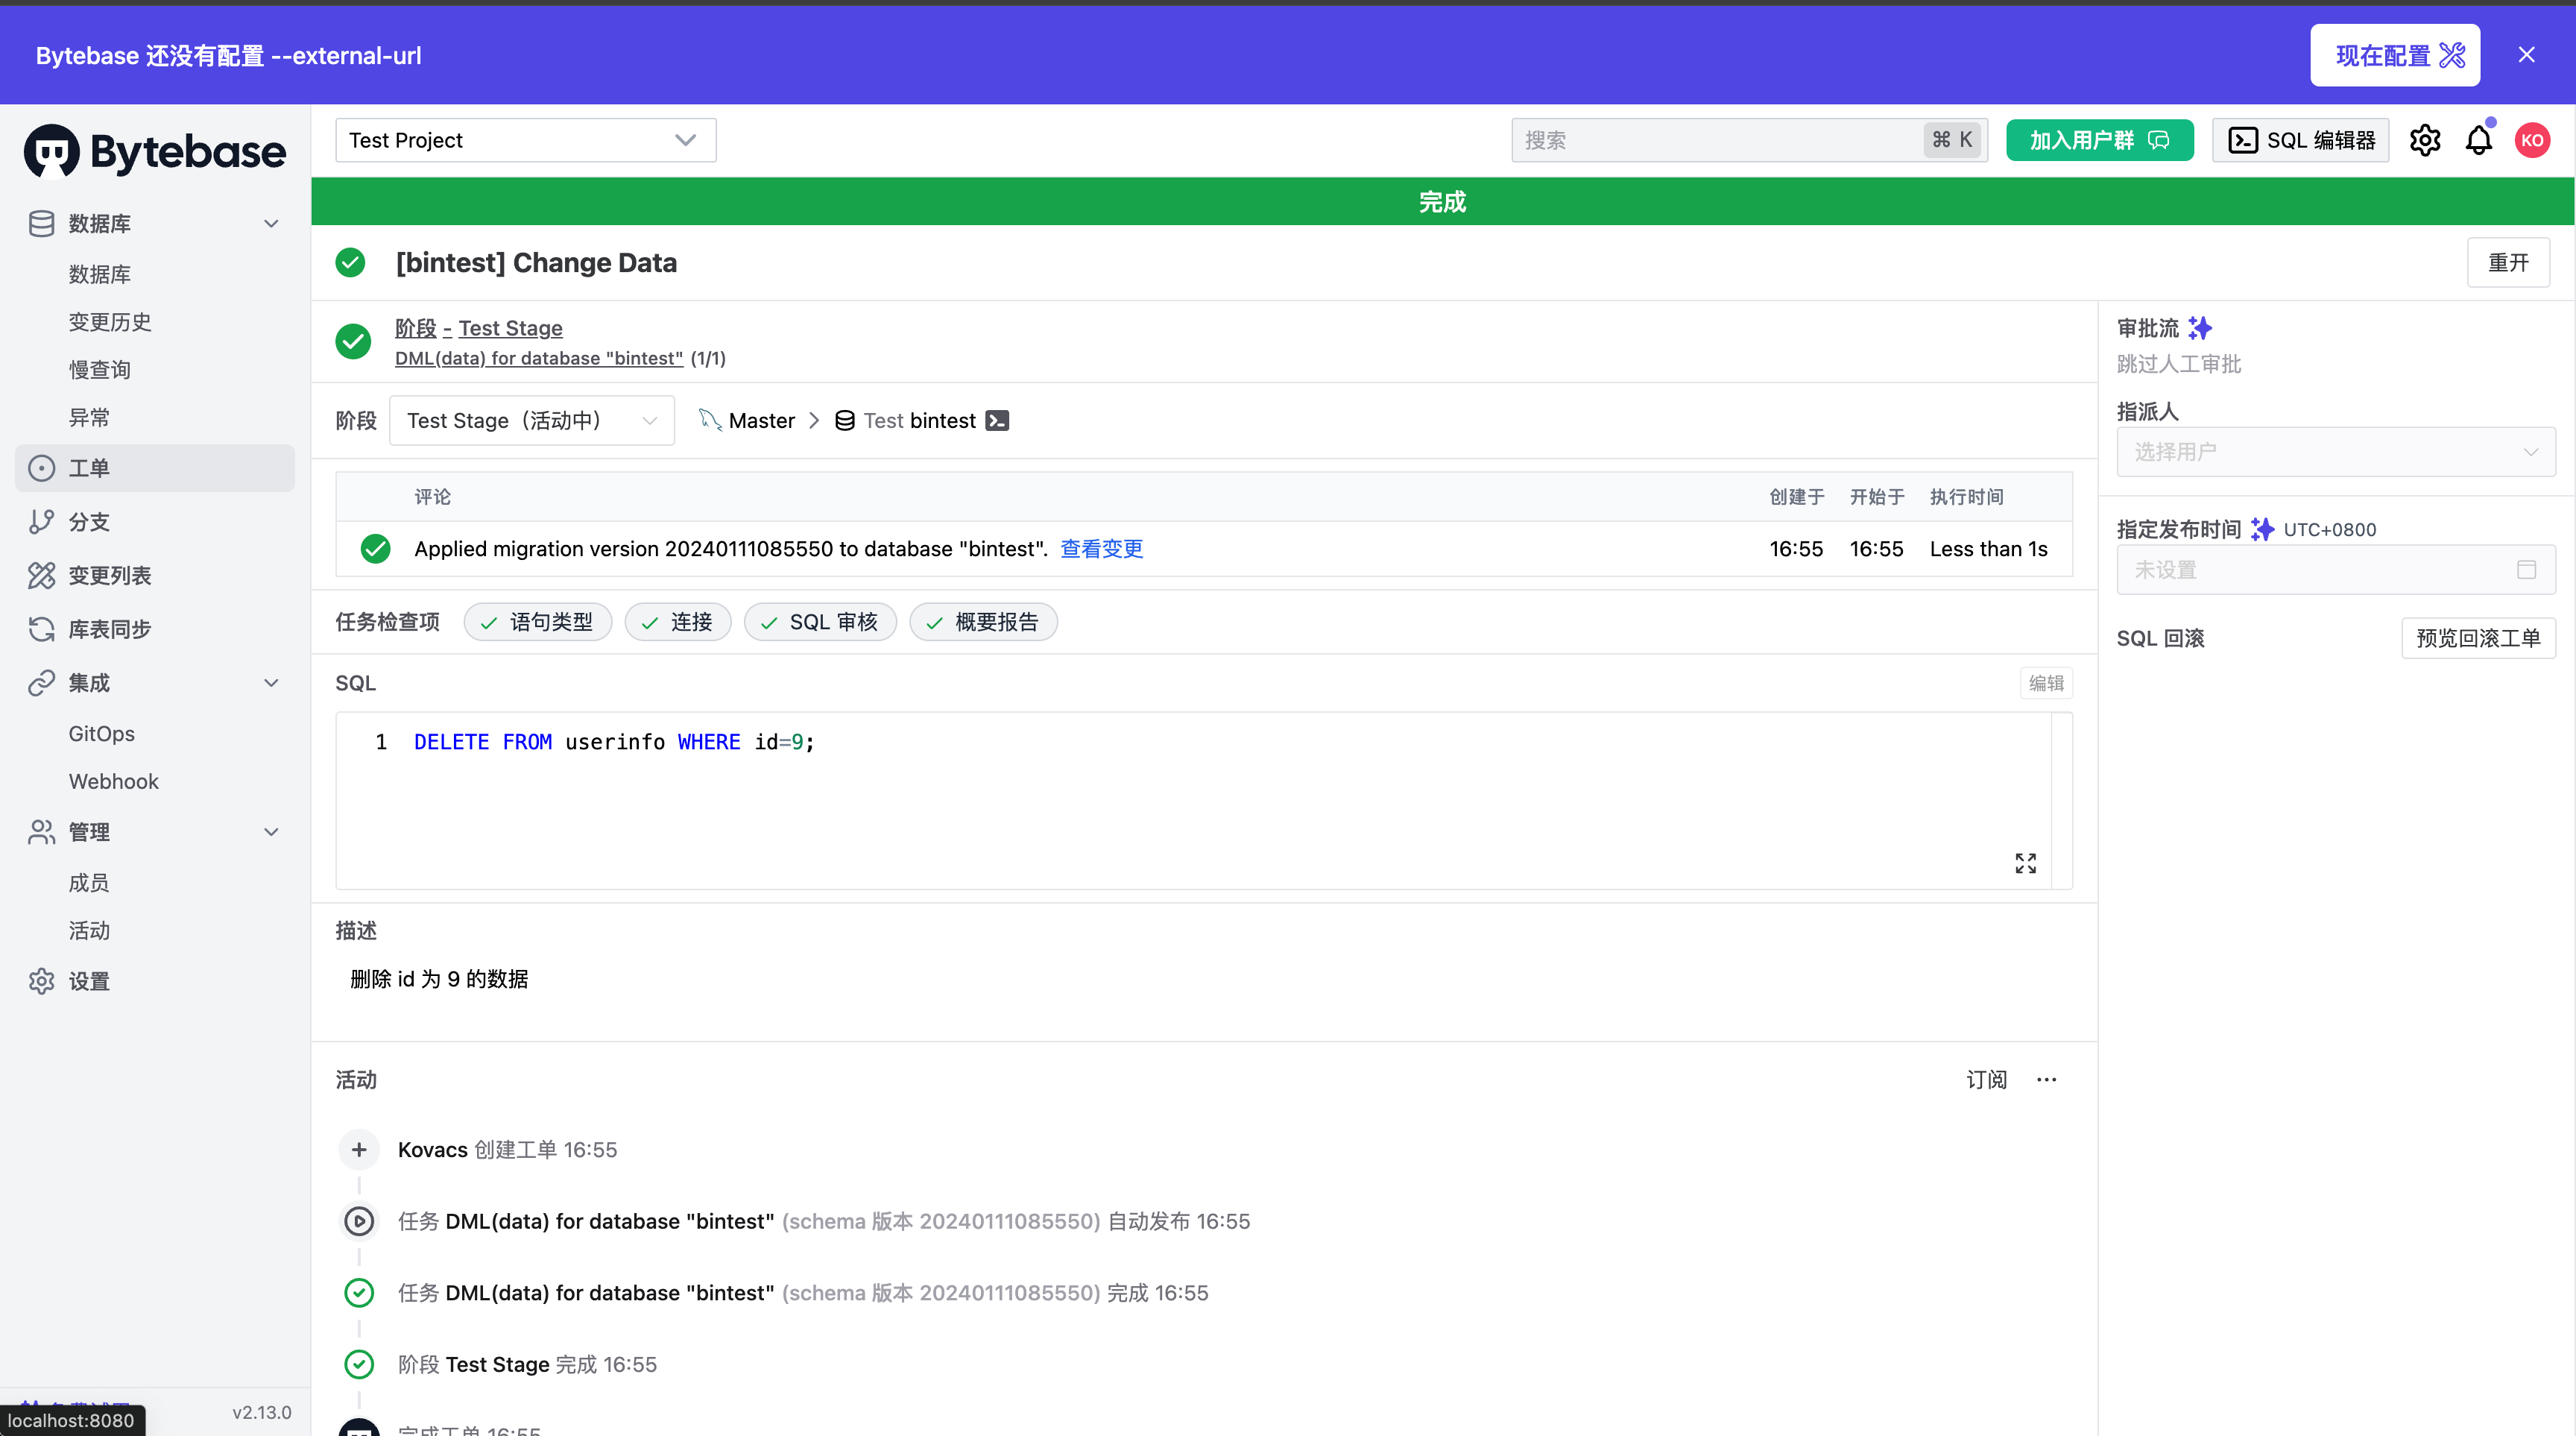 Bytebase 还没有配置 --external-url
现在配置
Bytebase
Test Project
搜索
⌘ K
加入用户群
SQL 编辑器
KO
完成
数据库
数据库
变更历史
慢查询
异常
工单
分支
变更列表
库表同步
集成
GitOps
Webhook
管理
成员
活动
设置
v2.13.0
localhost:8080
[bintest] Change Data
重开
阶段 - Test Stage
DML(data) for database "bintest" (1/1)
阶段
Test Stage（活动中）
Master
Test bintest
评论 创建于 开始于 执行时间
Applied migration version 20240111085550 to database "bintest". 查看变更 16:55 16:55 Less than 1s
任务检查项 语句类型 连接 SQL 审核 概要报告
SQL
编辑
1 DELETE FROM userinfo WHERE id=9;
描述
删除 id 为 9 的数据
活动
订阅
Kovacs 创建工单 16:55
任务 DML(data) for database "bintest" (schema 版本 20240111085550) 自动发布 16:55
任务 DML(data) for database "bintest" (schema 版本 20240111085550) 完成 16:55
阶段 Test Stage 完成 16:55
完成工单 16:55
审批流
跳过人工审批
指派人
选择用户
指定发布时间 UTC+0800
未设置
SQL 回滚
预览回滚工单